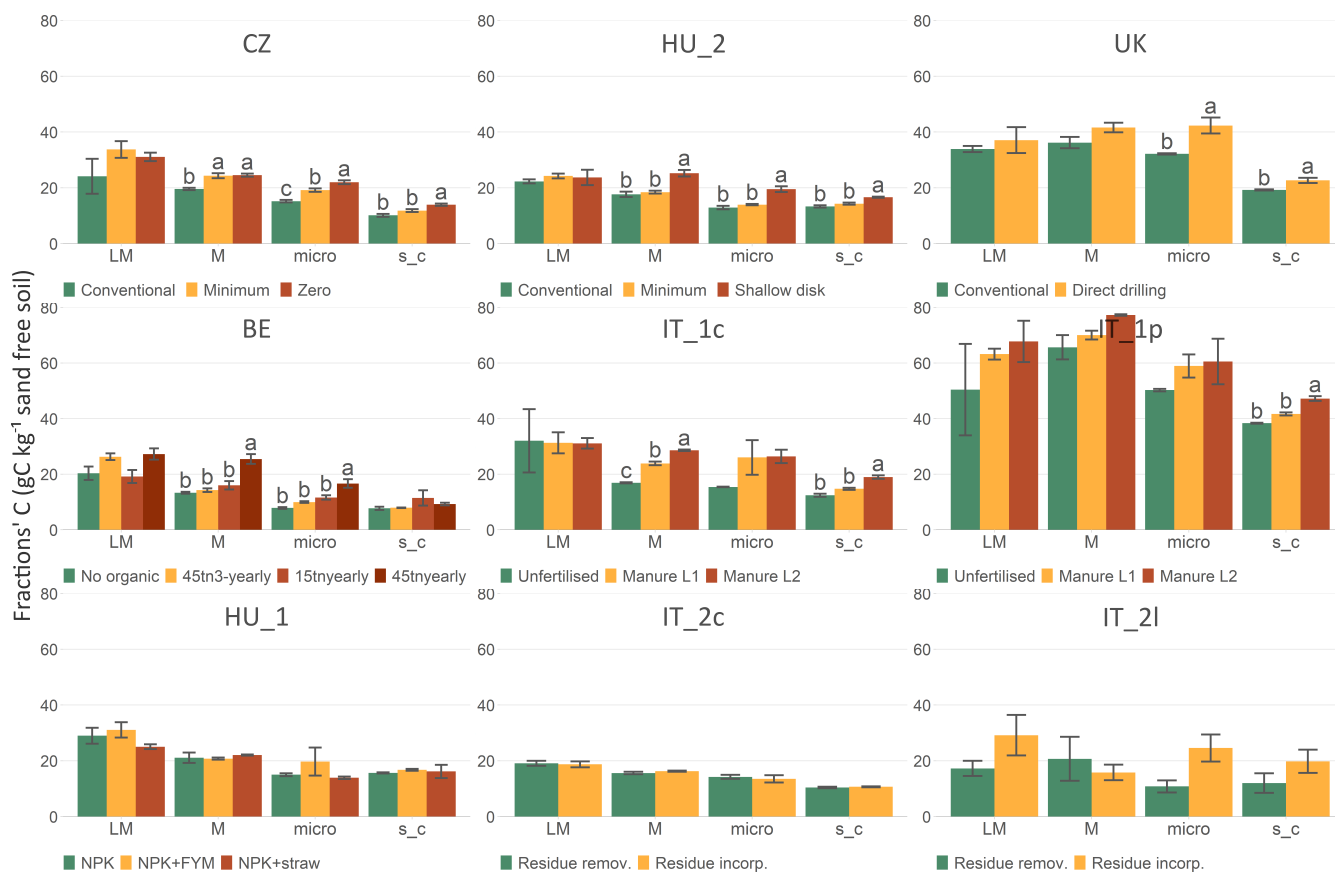 Fractions' C (gC kg⁻¹ sand free soil)
CZ
80
60
40
20
0
b a a
c b a
b b a
LM M micro s_c
Conventional Minimum Zero
HU_2
80
60
40
20
0
b b a
b b a
b b a
LM M micro s_c
Conventional Minimum Shallow disk
UK
80
60
40
20
0
b a
b a
LM M micro s_c
Conventional Direct drilling
BE
80
60
40
20
0
b b b a
b b b a
LM M micro s_c
No organic 45tn3-yearly 15tnyearly 45tnyearly
IT_1c
80
60
40
20
0
c b a
b b a
LM M micro s_c
Unfertilised Manure L1 Manure L2
IT_1p
80
60
40
20
0
b b a
LM M micro s_c
Unfertilised Manure L1 Manure L2
HU_1
80
60
40
20
0
LM M micro s_c
NPK NPK+FYM NPK+straw
IT_2c
80
60
40
20
0
LM M micro s_c
Residue remov. Residue incorp.
IT_2l
80
60
40
20
0
LM M micro s_c
Residue remov. Residue incorp.